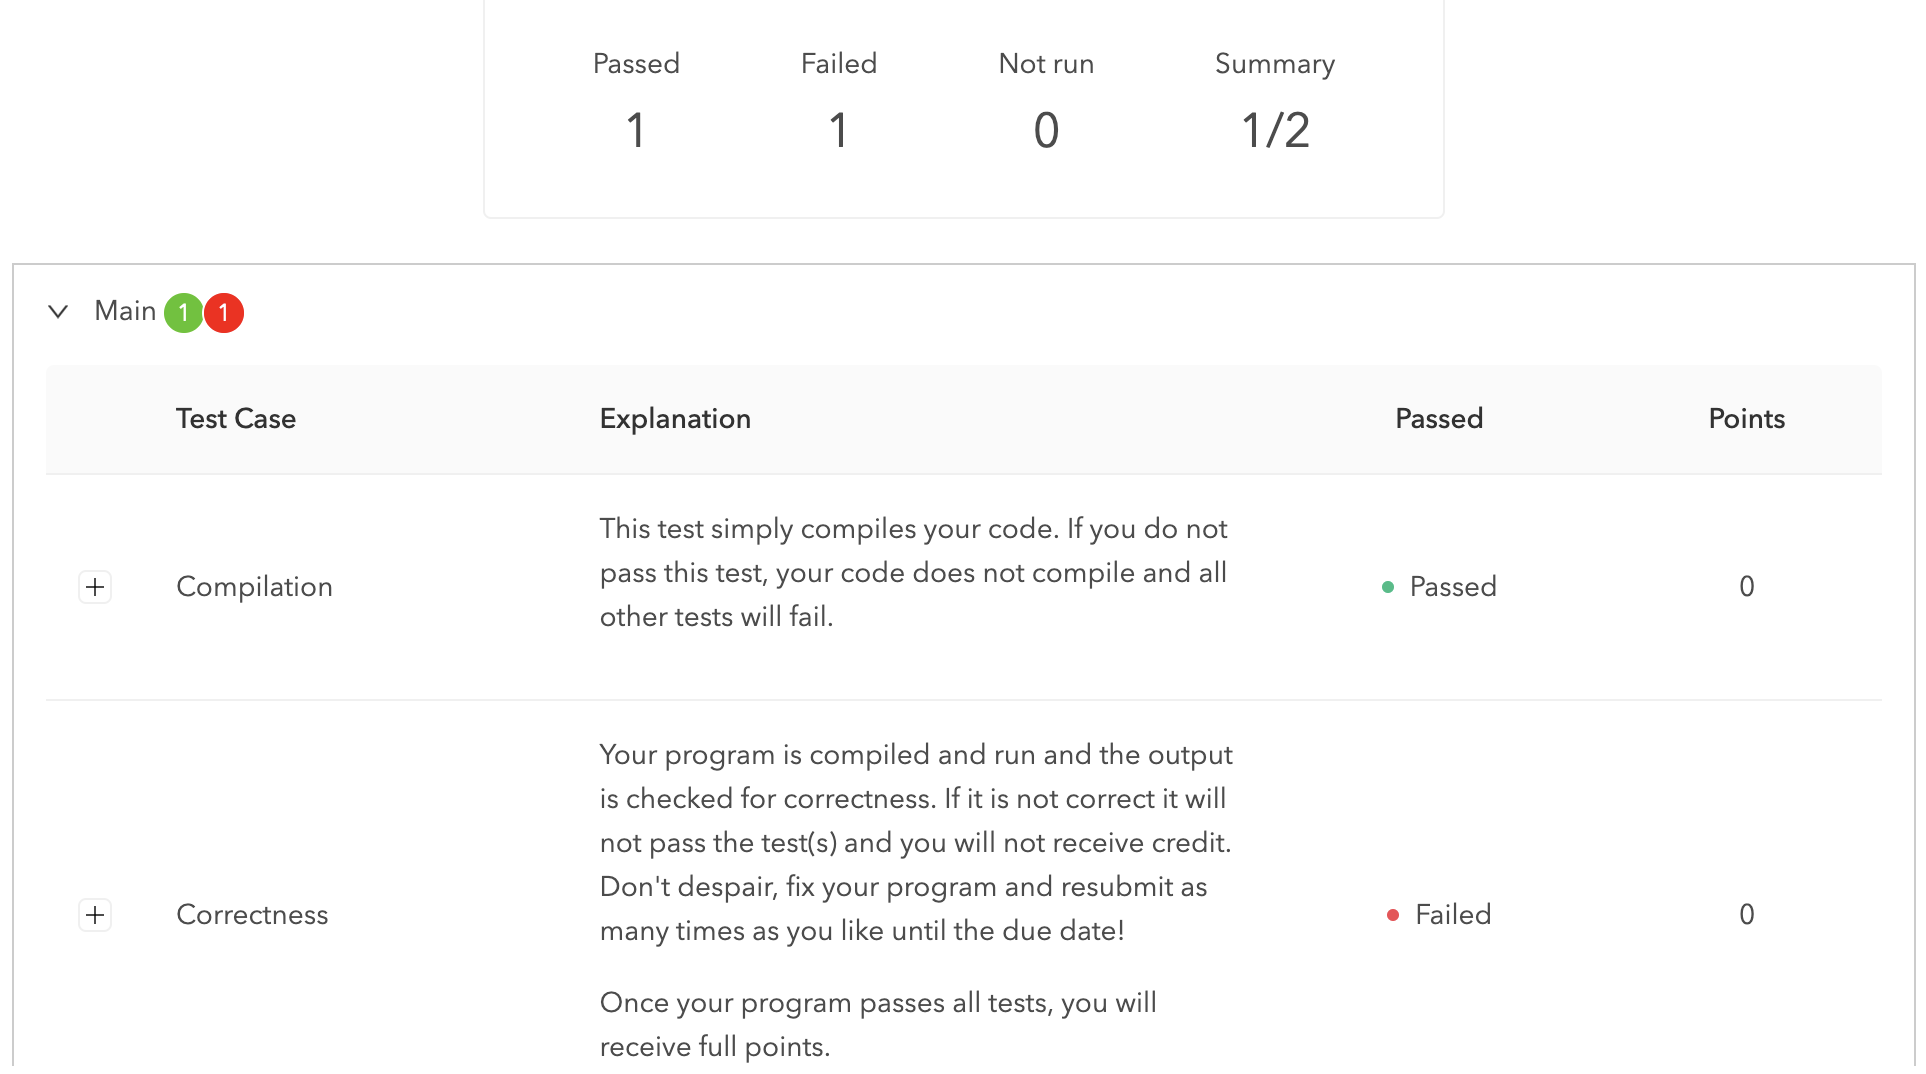 Passed Failed Not run Summary
1 1 0 1/2
Main 1 1
Test Case Explanation Passed Points
This test simply compiles your code. If you do not
pass this test, your code does not compile and all
other tests will fail.
Compilation Passed 0
Your program is compiled and run and the output
is checked for correctness. If it is not correct it will
not pass the test(s) and you will not receive credit.
Don't despair, fix your program and resubmit as
many times as you like until the due date!
Correctness Failed 0
Once your program passes all tests, you will
receive full points.